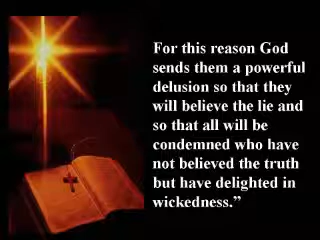 For this reason God
sends them a powerful
delusion so that they
will believe the lie and
so that all will be
condemned who have
not believed the truth
but have delighted in
wickedness.”